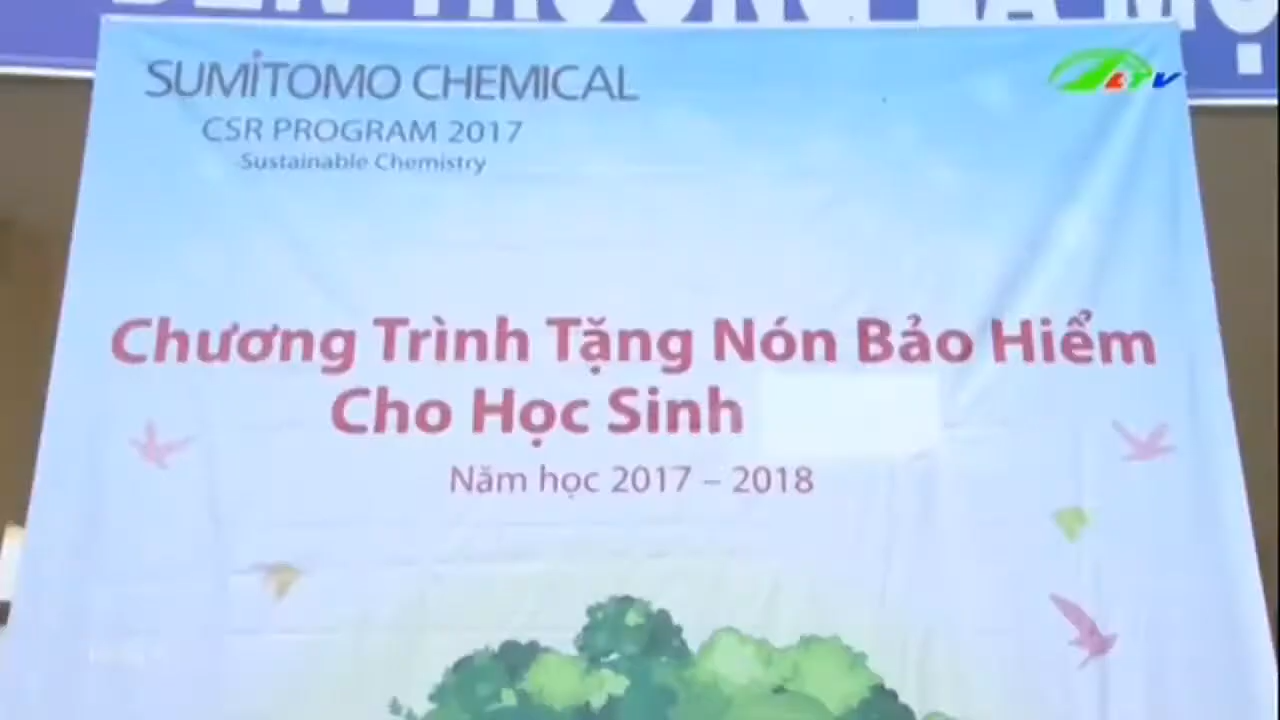 SUMITOMO CHEMICAL
CSR PROGRAM 2017
Sustainable Chemistry
LTV
Chương Trình Tặng Nón Bảo Hiểm
Cho Học Sinh
Năm học 2017 – 2018